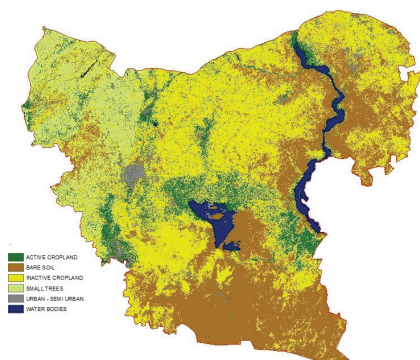 ACTIVE CROPLAND
BARE SOIL
INACTIVE CROPLAND
SMALL TREES
URBAN - SEMI URBAN
WATER BODIES